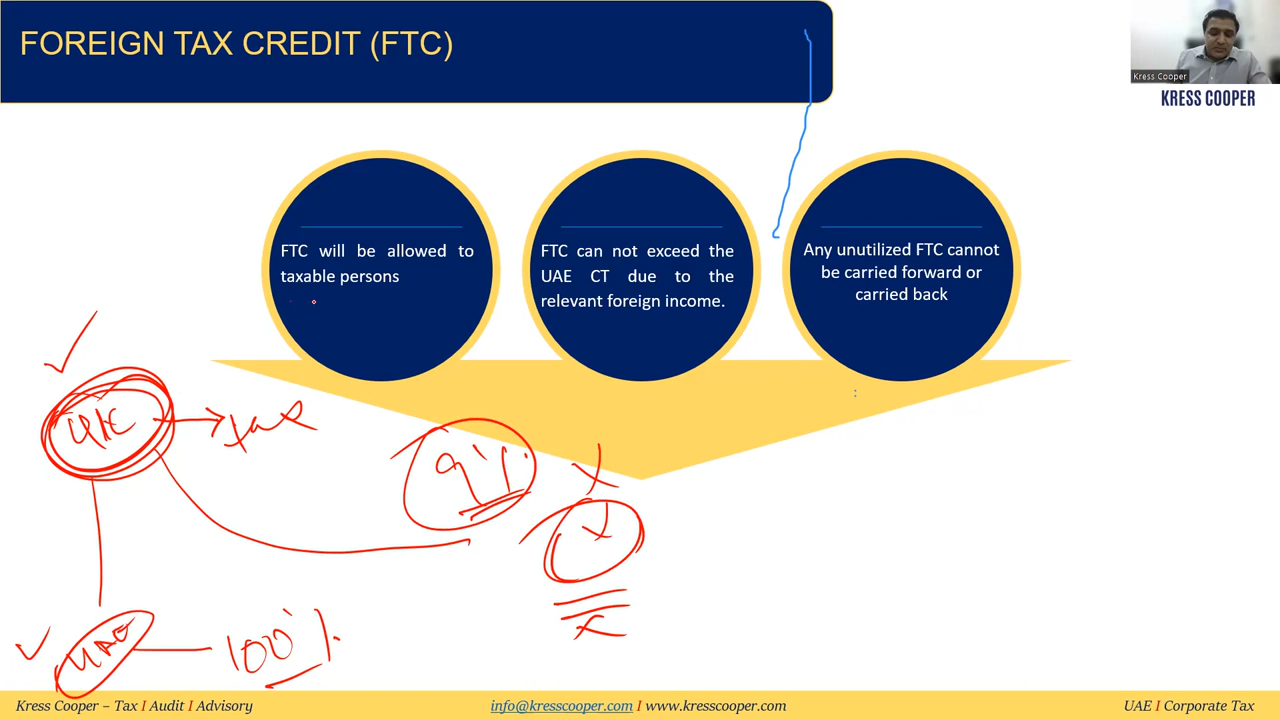 FOREIGN TAX CREDIT (FTC)
Kress Cooper
KRESS COOPER
FTC will be allowed to
taxable persons
FTC can not exceed the
UAE CT due to the
relevant foreign income.
Any unutilized FTC cannot
be carried forward or
carried back
UK
tax
9%
x
x
x
UAE
100%
Kress Cooper – Tax I Audit I Advisory
info@kresscooper.com I www.kresscooper.com
UAE I Corporate Tax